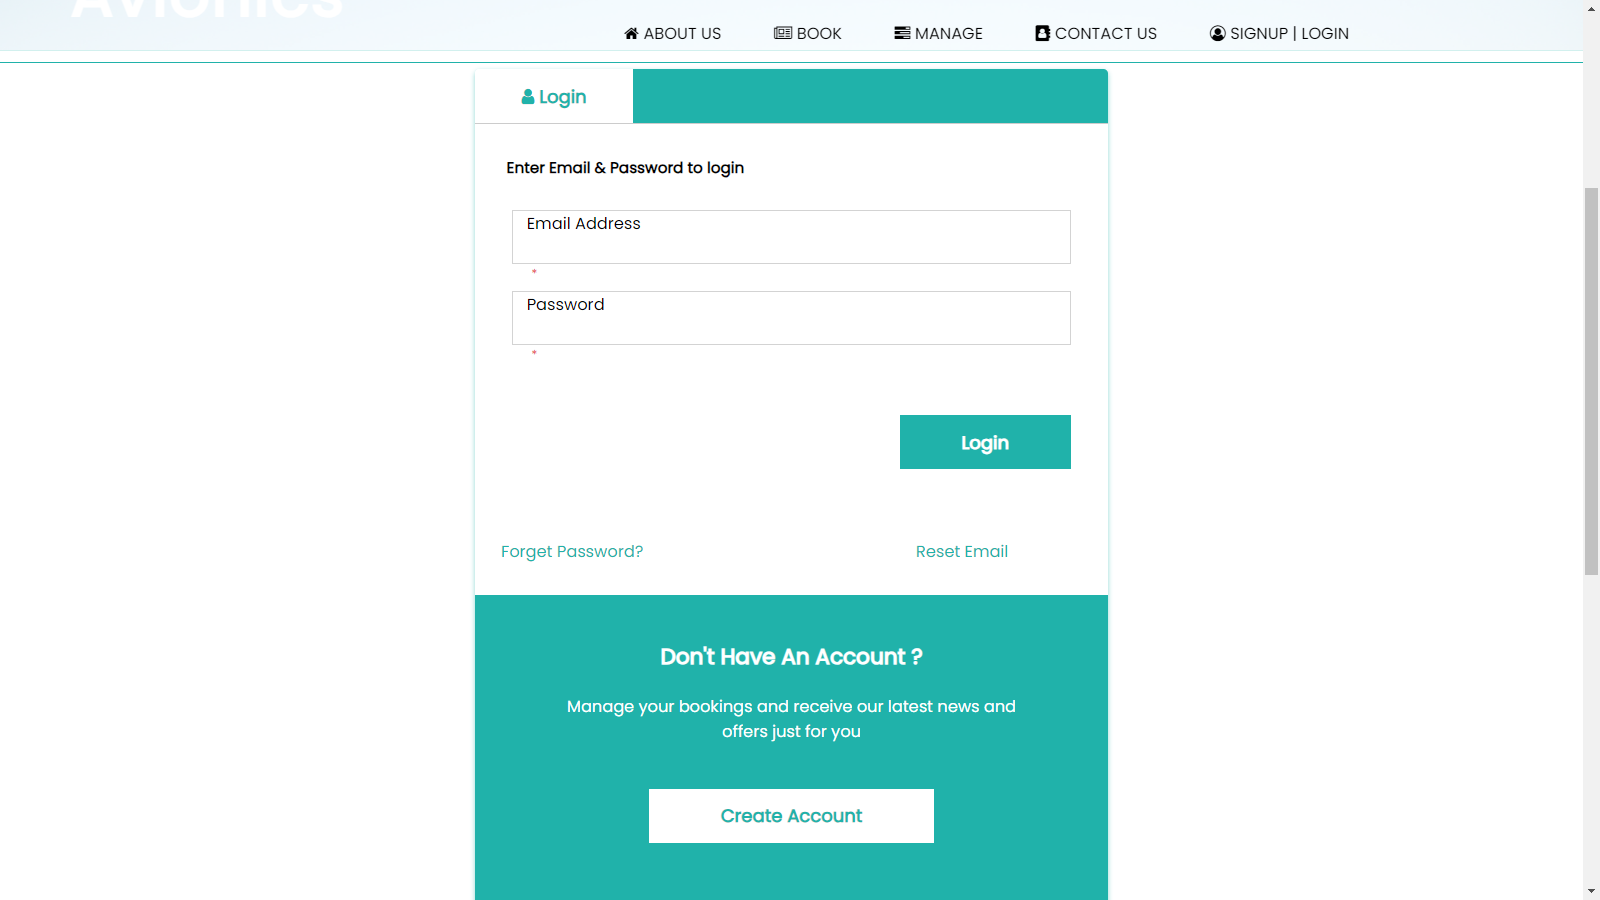 Avionics
ABOUT US
BOOK
MANAGE
CONTACT US
SIGNUP | LOGIN
Login
Enter Email & Password to login
Email Address
*
Password
*
Login
Forget Password?
Reset Email
Don't Have An Account ?
Manage your bookings and receive our latest news and
offers just for you
Create Account